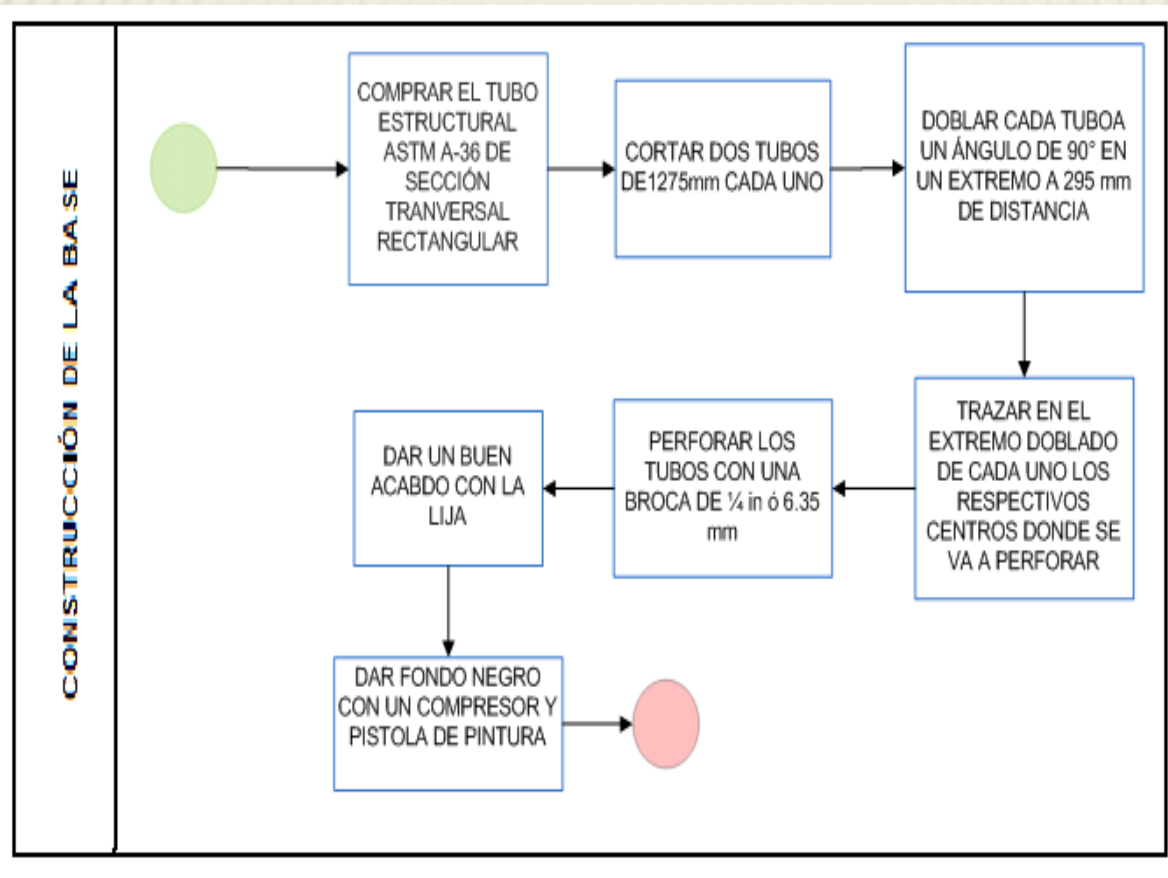 CONSTRUCCIÓN DE LA BASE
COMPRAR EL TUBO
ESTRUCTURAL
ASTM A-36 DE
SECCIÓN
TRANVERSAL
RECTANGULAR
CORTAR DOS TUBOS
DE1275mm CADA UNO
DOBLAR CADA TUBOA
UN ÁNGULO DE 90° EN
UN EXTREMO A 295 mm
DE DISTANCIA
TRAZAR EN EL
EXTREMO DOBLADO
DE CADA UNO LOS
RESPECTIVOS
CENTROS DONDE SE
VA A PERFORAR
PERFORAR LOS
TUBOS CON UNA
BROCA DE ¼ in ó 6.35
mm
DAR UN BUEN
ACABDO CON LA
LIJA
DAR FONDO NEGRO
CON UN COMPRESOR Y
PISTOLA DE PINTURA